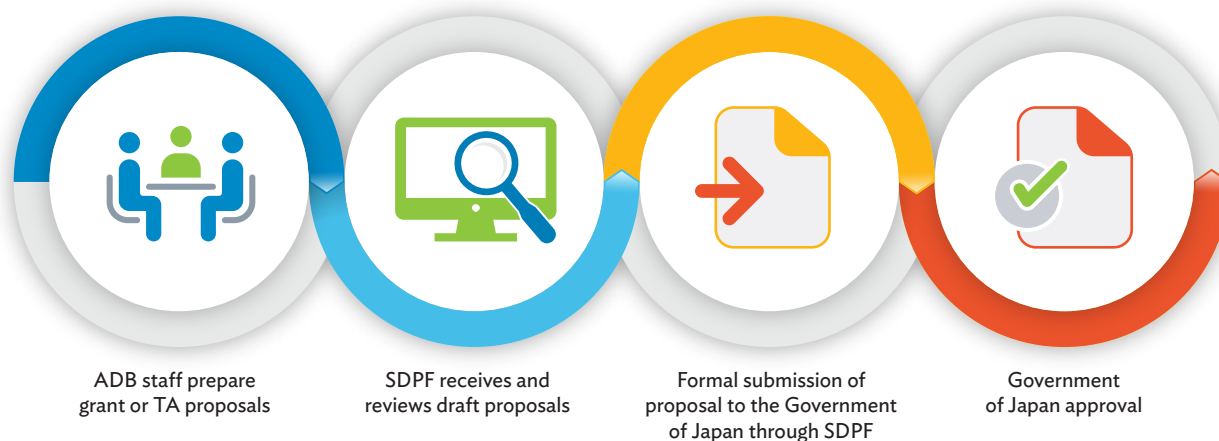 ADB staff prepare
grant or TA proposals
SDPF receives and
reviews draft proposals
Formal submission of
proposal to the Government
of Japan through SDPF
Government
of Japan approval